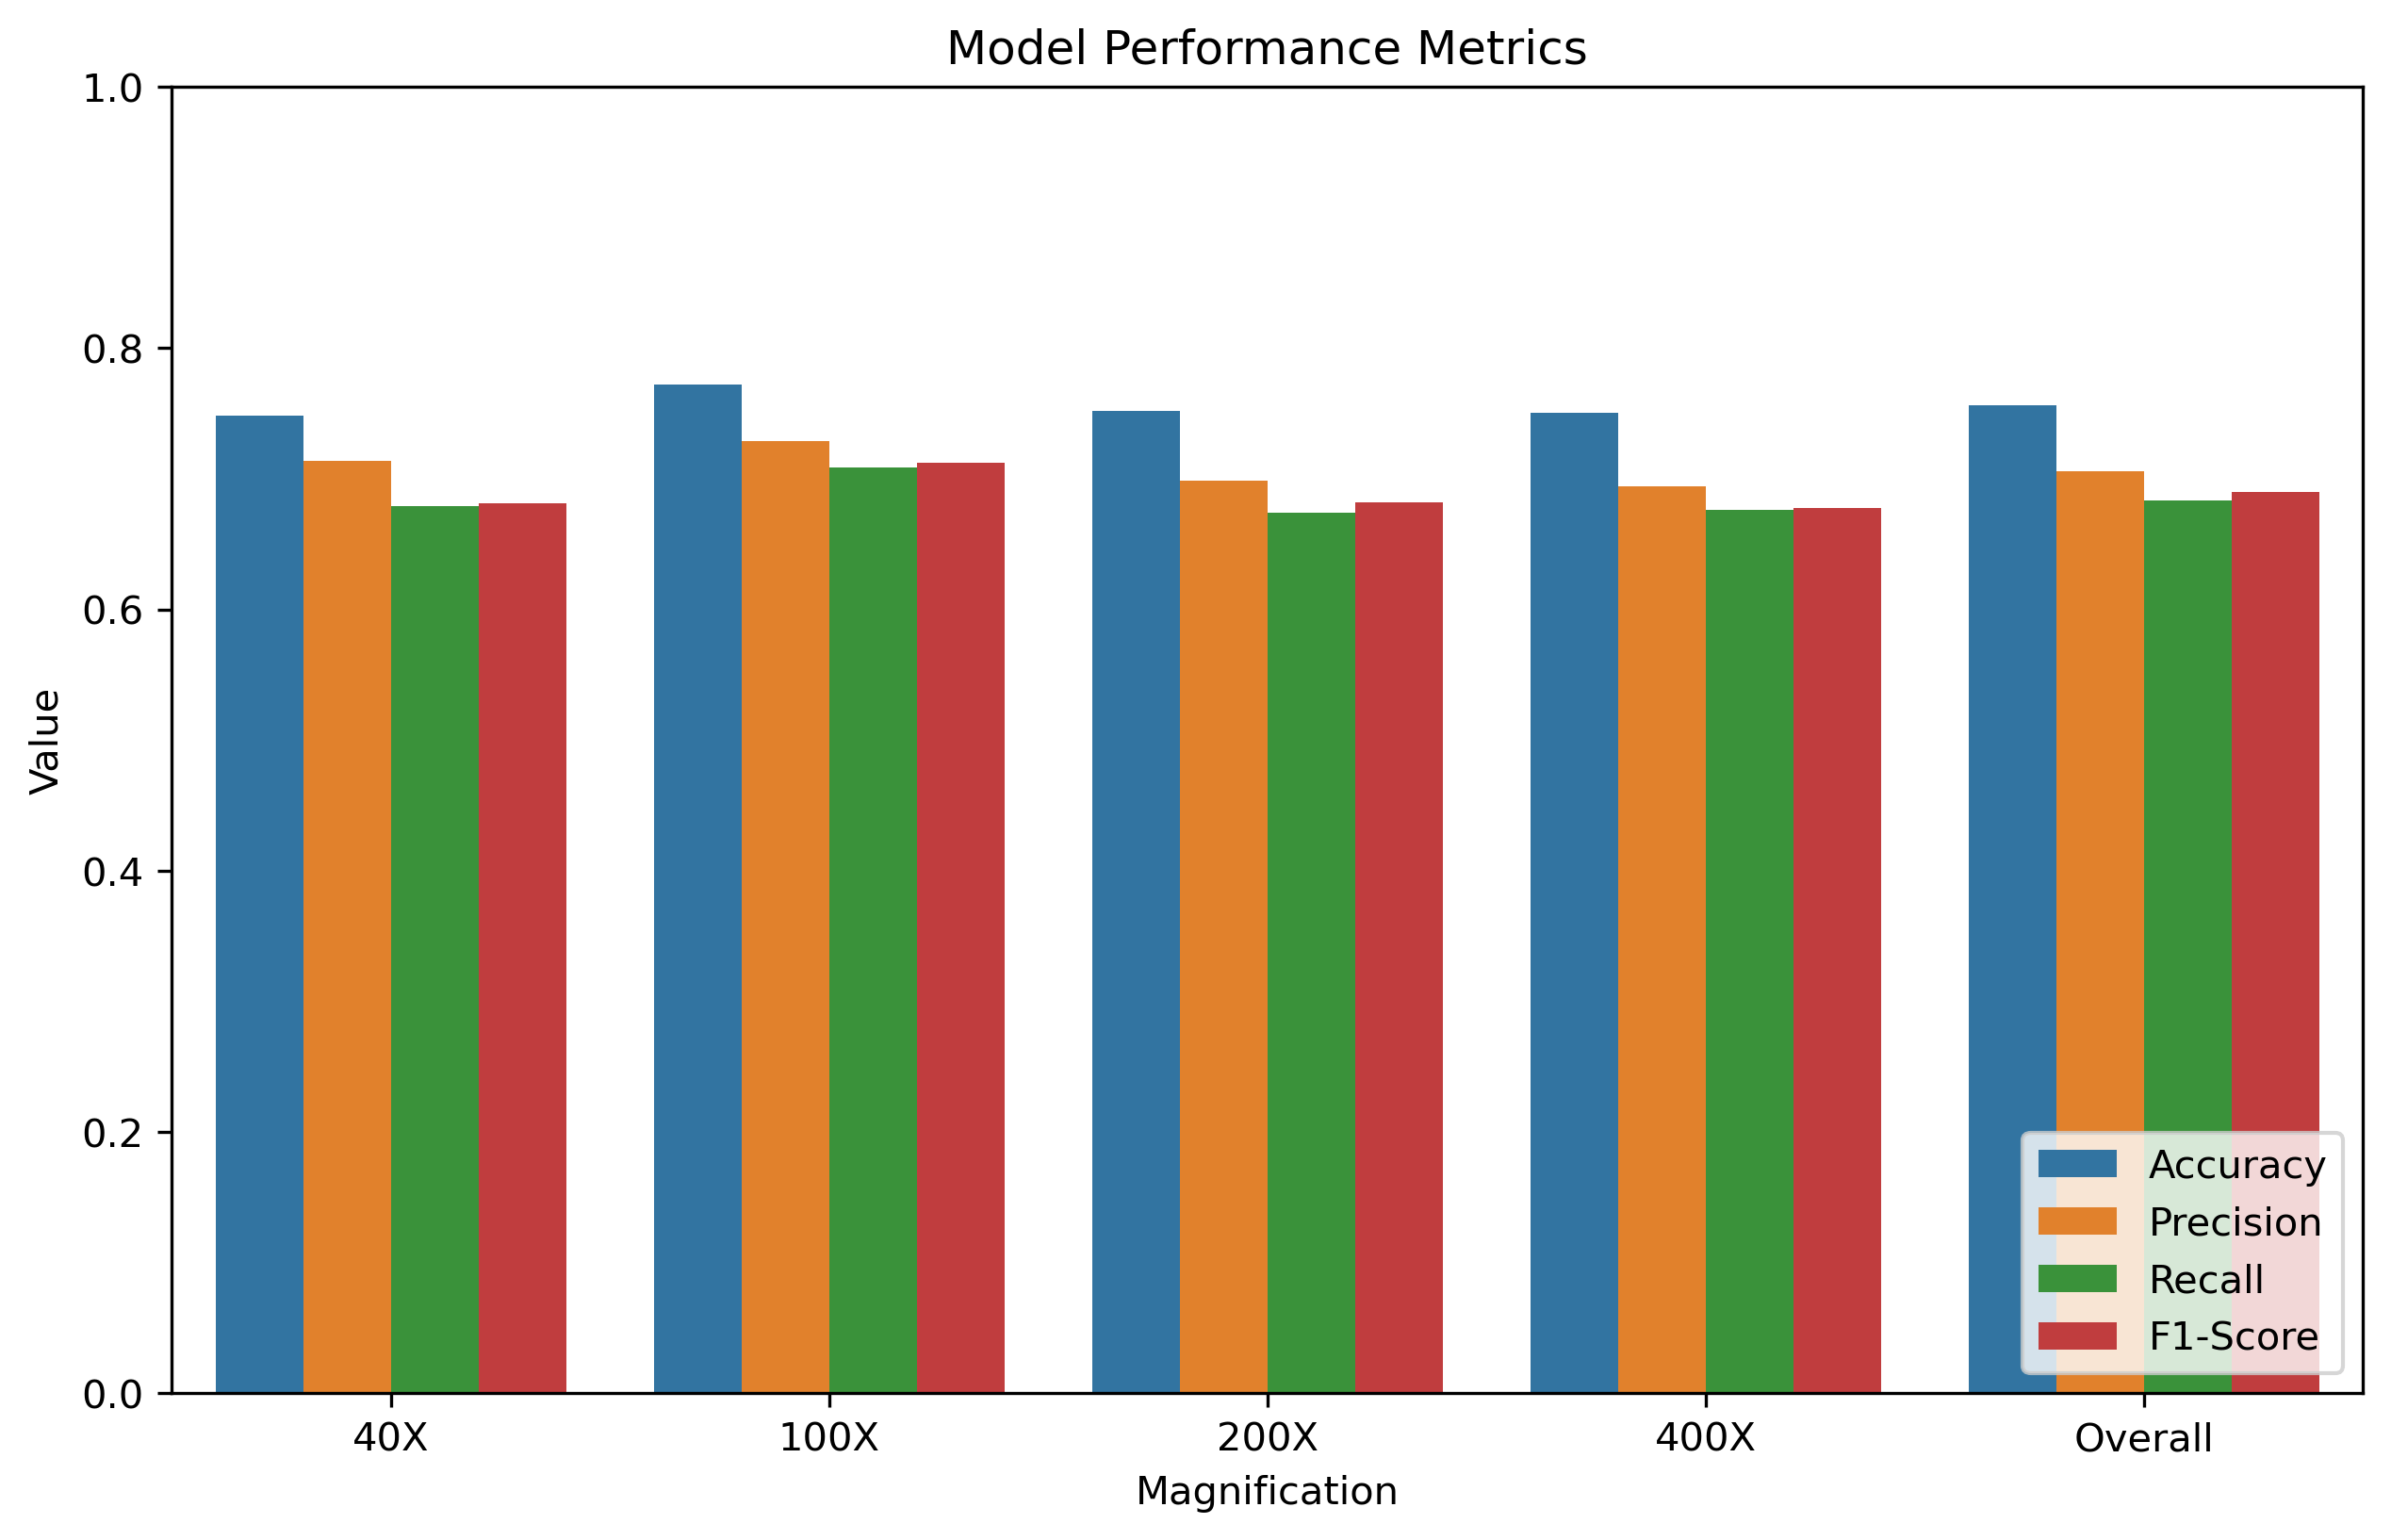 Model Performance Metrics
1.0
0.8
0.6
0.4
0.2
0.0
Value
40X
100X
200X
400X
Overall
Magnification
Accuracy
Precision
Recall
F1-Score